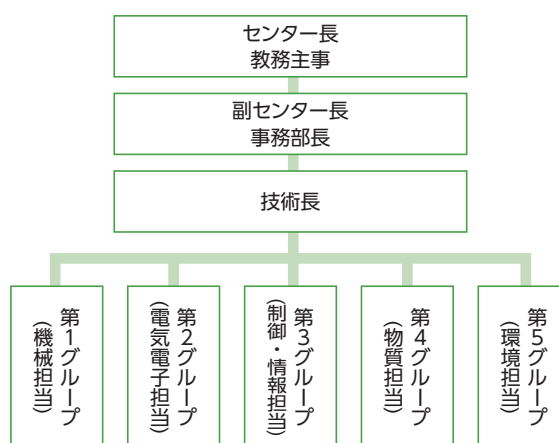 センター長
教務主事
副センター長
事務部長
技術長
第1グループ
(機械担当)
第2グループ
(電気電子担当)
第3グループ
(制御・情報担当)
第4グループ
(物質担当)
第5グループ
(環境担当)